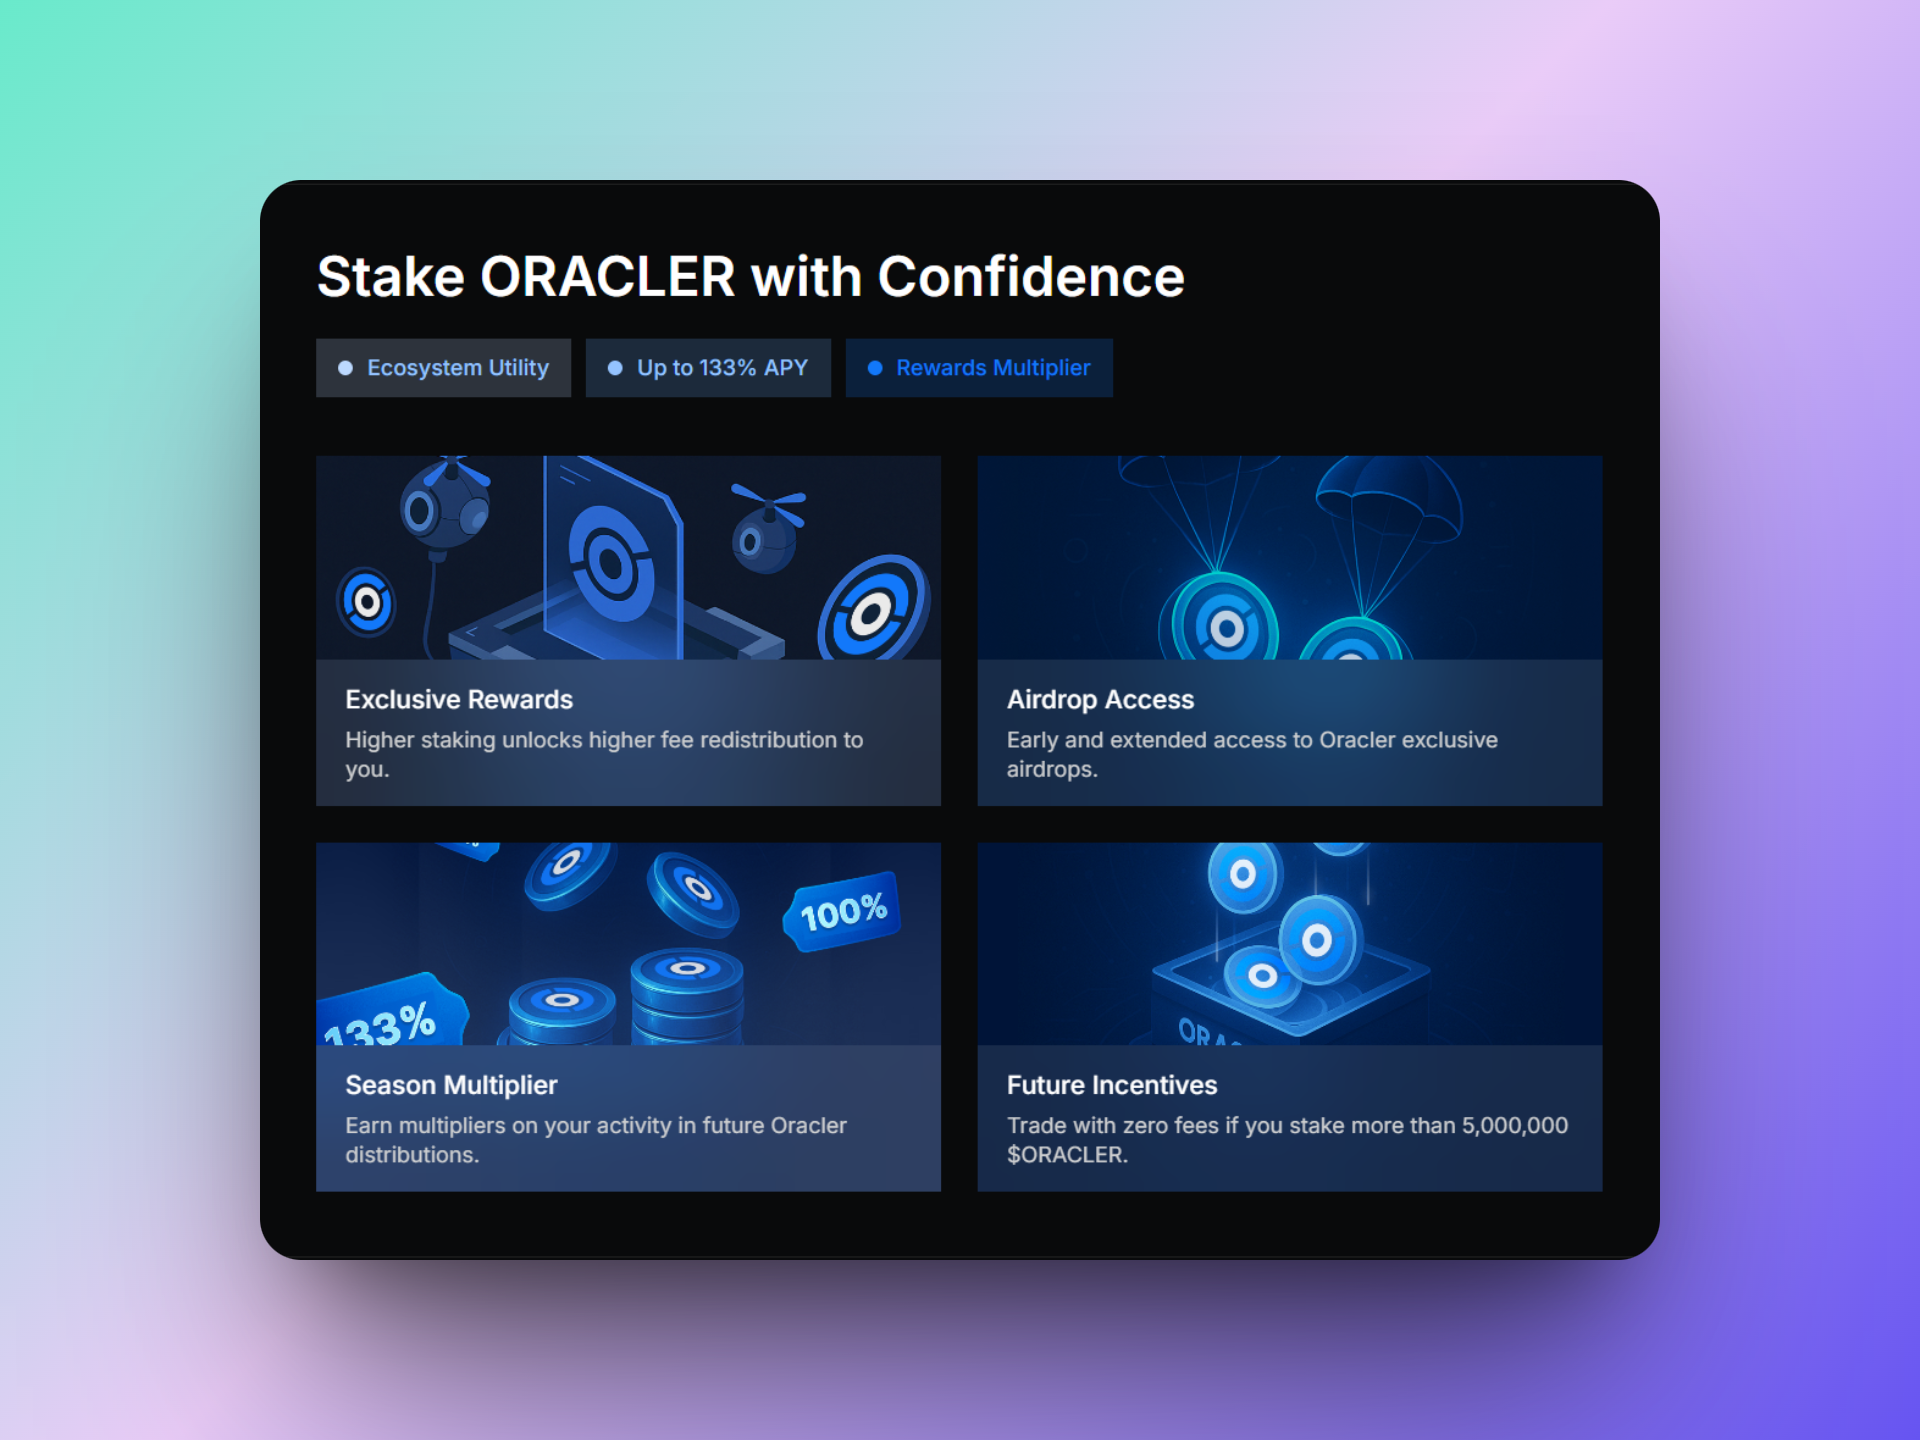 Stake ORACLER with Confidence
Ecosystem Utility
Up to 133% APY
Rewards Multiplier
Exclusive Rewards
Higher staking unlocks higher fee redistribution to
you.
Airdrop Access
Early and extended access to Oracler exclusive
airdrops.
100%
133%
Season Multiplier
Earn multipliers on your activity in future Oracler
distributions.
Future Incentives
Trade with zero fees if you stake more than 5,000,000
$ORACLER.